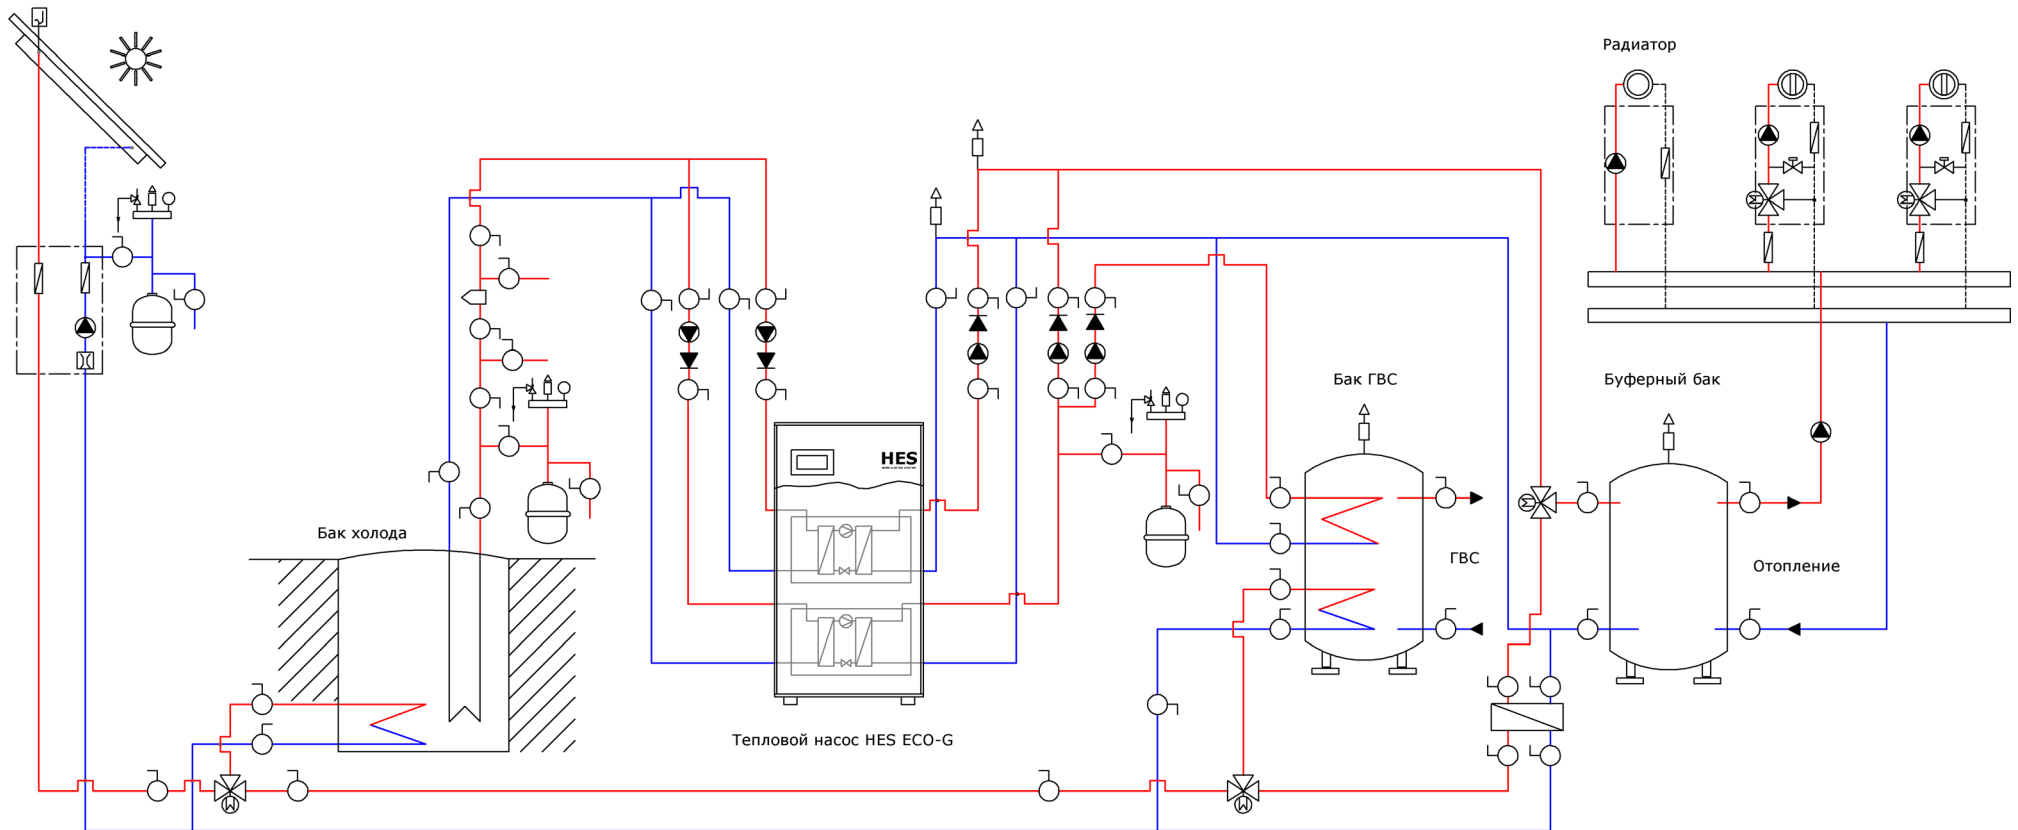 Радиатор
Бак ГВС
Буферный бак
HES
Бак холода
ГВС
Отопление
Тепловой насос HES ECO-G